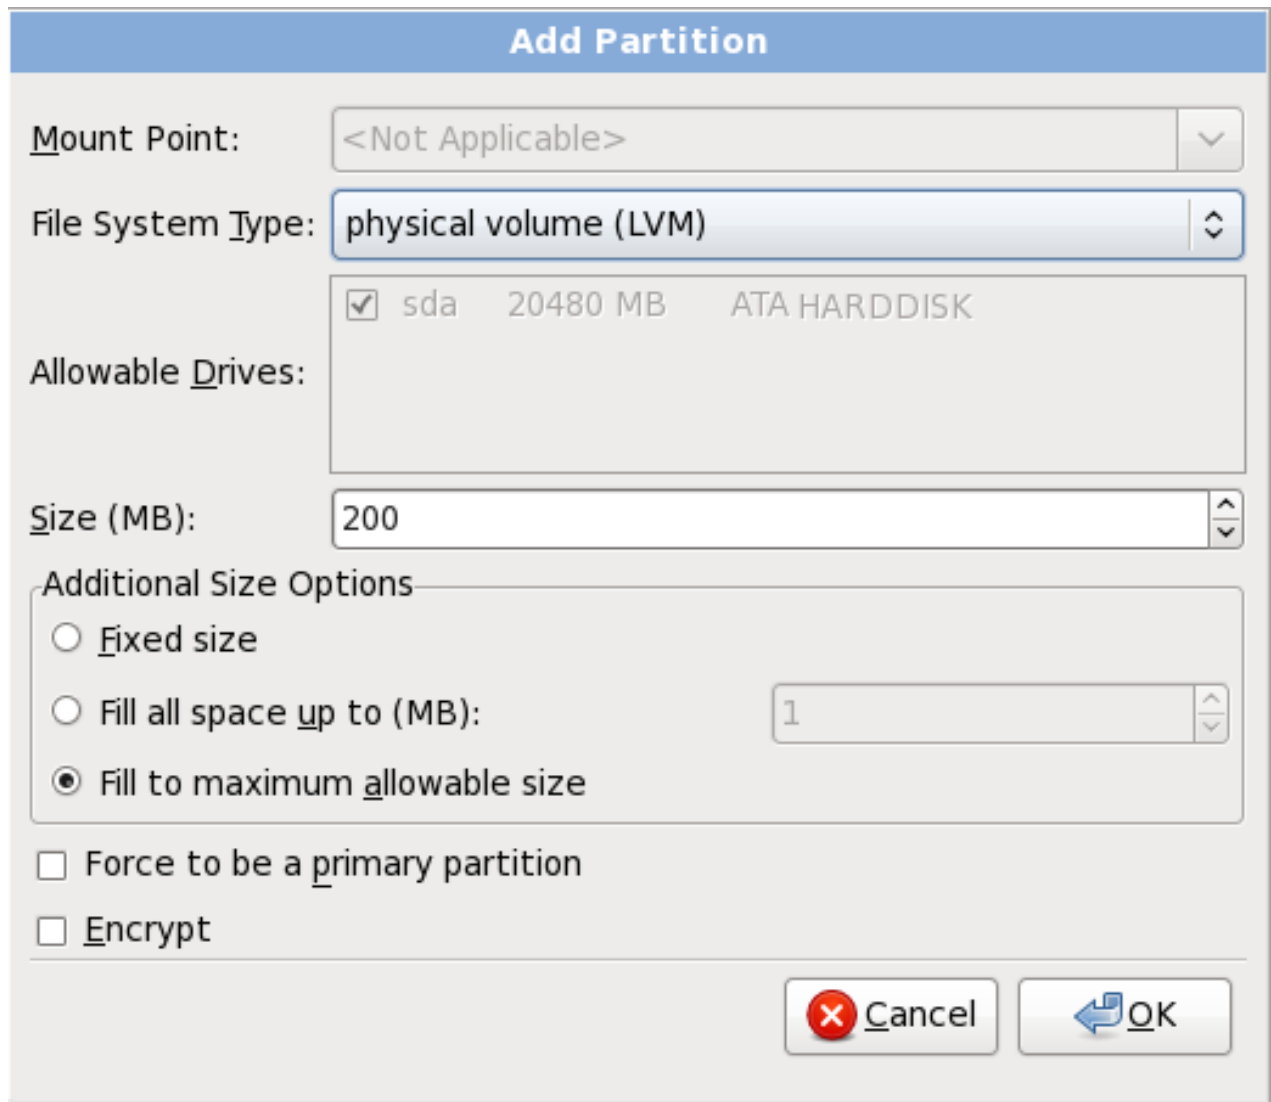 Add Partition
Mount Point: <Not Applicable>
File System Type: physical volume (LVM)
sda 20480 MB ATA HARDDISK
Allowable Drives:
Size (MB): 200
Additional Size Options
Fixed size
Fill all space up to (MB): 1
Fill to maximum allowable size
Force to be a primary partition
Encrypt
Cancel OK